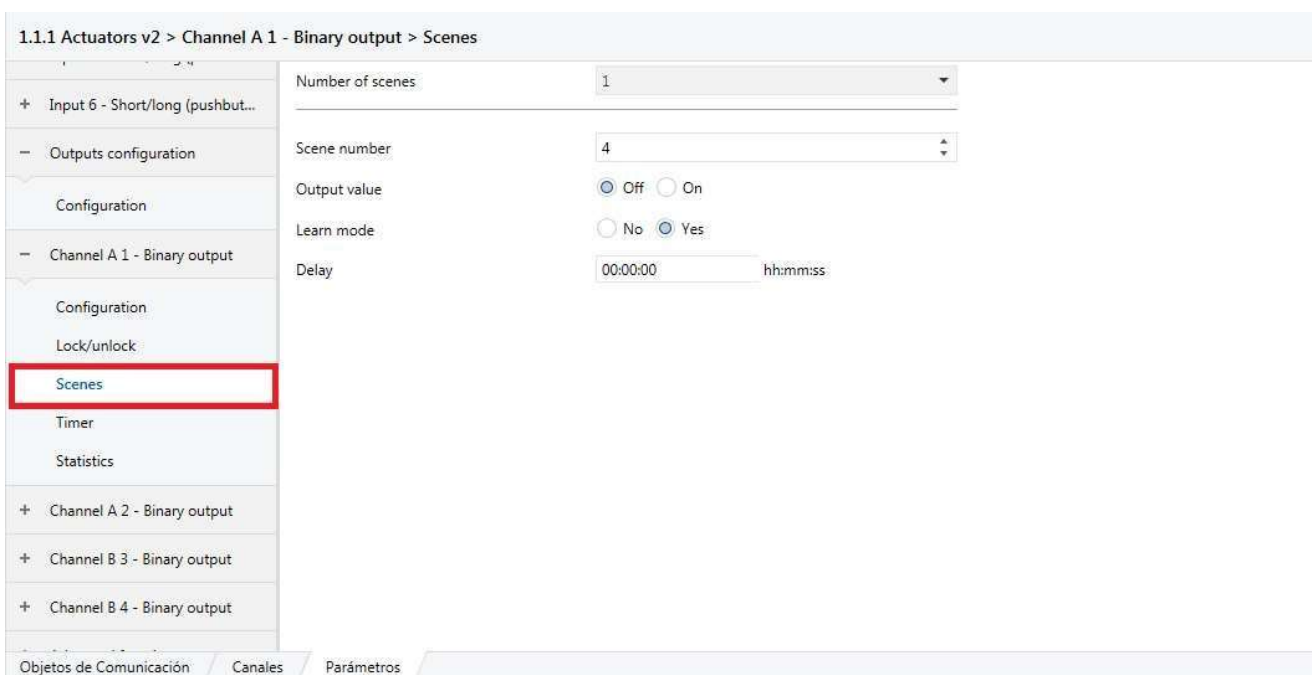 1.1.1 Actuators v2 > Channel A 1 - Binary output > Scenes
+ Input 6 - Short/long (pushbut...
− Outputs configuration
Configuration
− Channel A 1 - Binary output
Configuration
Lock/unlock
Scenes
Timer
Statistics
+ Channel A 2 - Binary output
+ Channel B 3 - Binary output
+ Channel B 4 - Binary output
Number of scenes 1
Scene number 4
Output value Off On
Learn mode No Yes
Delay 00:00:00 hh:mm:ss
Objetos de Comunicación Canales Parámetros